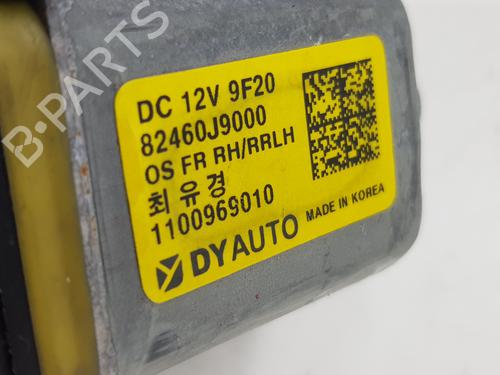 B-PARTS
DC 12V 9F20
82460J9000
OS FR RH/RRLH
최유경
1100969010
DYAUTO MADE IN KOREA